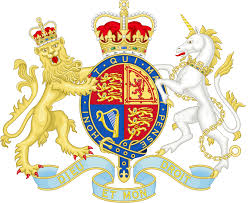 HONI T QUI M PENSE
DIEU ET MON DROIT